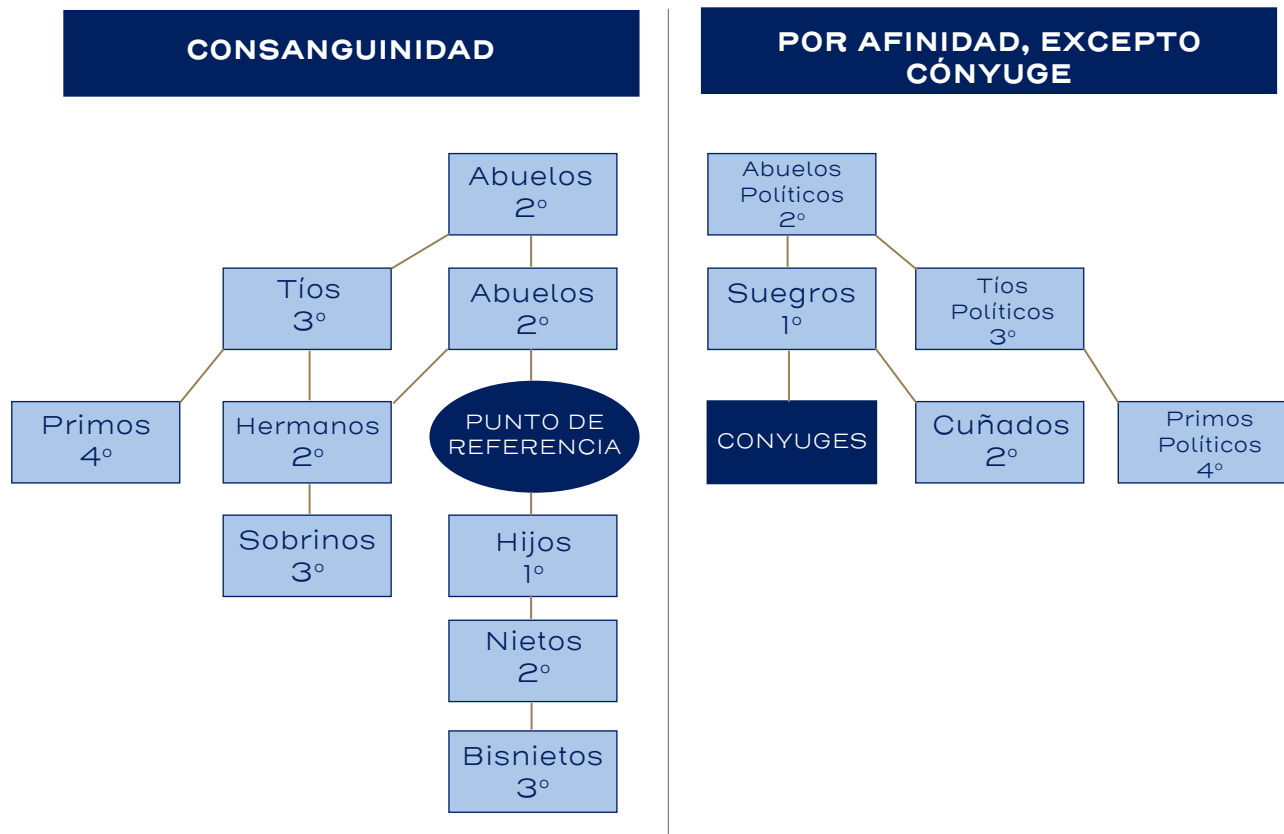 CONSANGUINIDAD
POR AFINIDAD, EXCEPTO
CÓNYUGE
Abuelos
2º
Tíos
3º
Abuelos
2º
Primos
4º
Hermanos
2º
PUNTO DE
REFERENCIA
Sobrinos
3º
Hijos
1º
Nietos
2º
Bisnietos
3º
Abuelos
Políticos
2º
Suegros
1º
Tíos
Políticos
3º
CONYUGES
Cuñados
2º
Primos
Políticos
4º